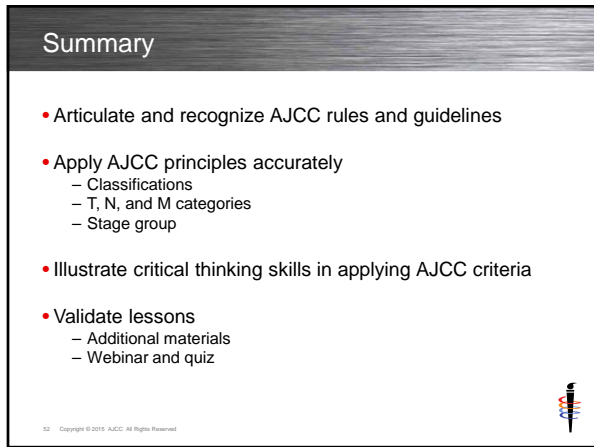 Summary
• Articulate and recognize AJCC rules and guidelines
• Apply AJCC principles accurately
– Classifications
– T, N, and M categories
– Stage group
• Illustrate critical thinking skills in applying AJCC criteria
• Validate lessons
– Additional materials
– Webinar and quiz
52 Copyright © 2015 AJCC All Rights Reserved